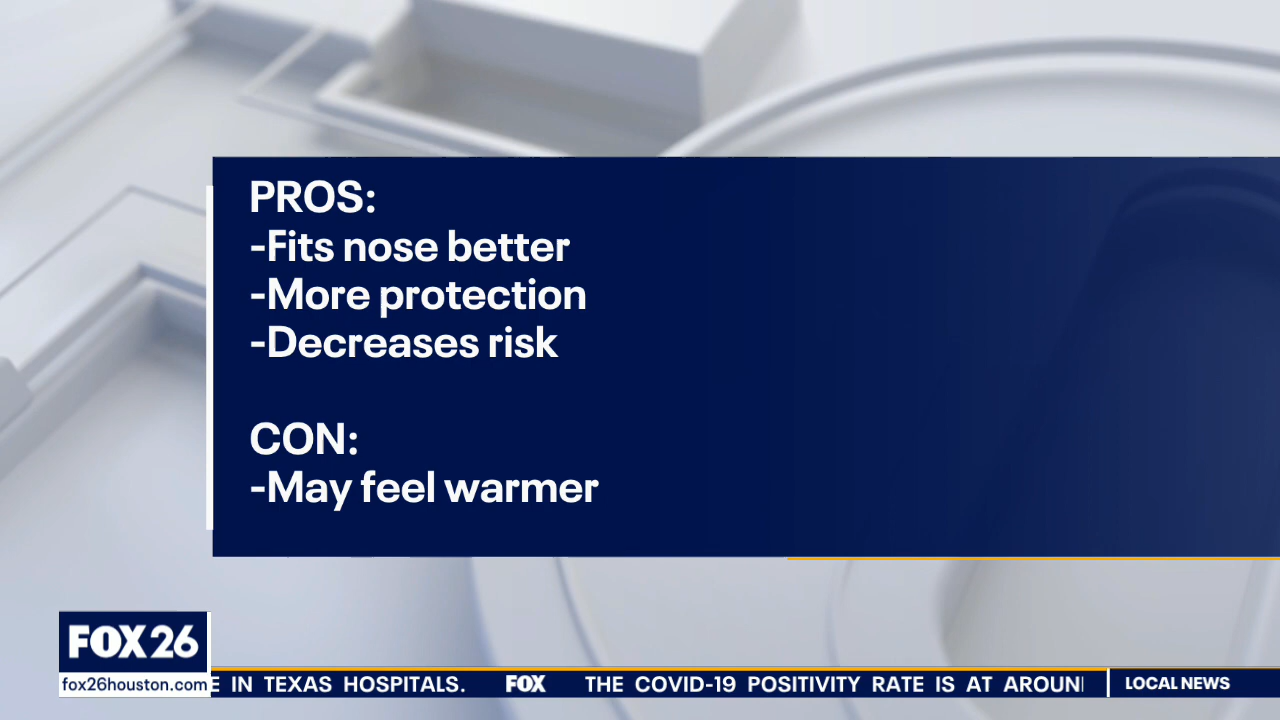 PROS:
-Fits nose better
-More protection
-Decreases risk
CON:
-May feel warmer
FOX 26
fox26houston.com
E IN TEXAS HOSPITALS. FOX THE COVID-19 POSITIVITY RATE IS AT AROUN
LOCAL NEWS